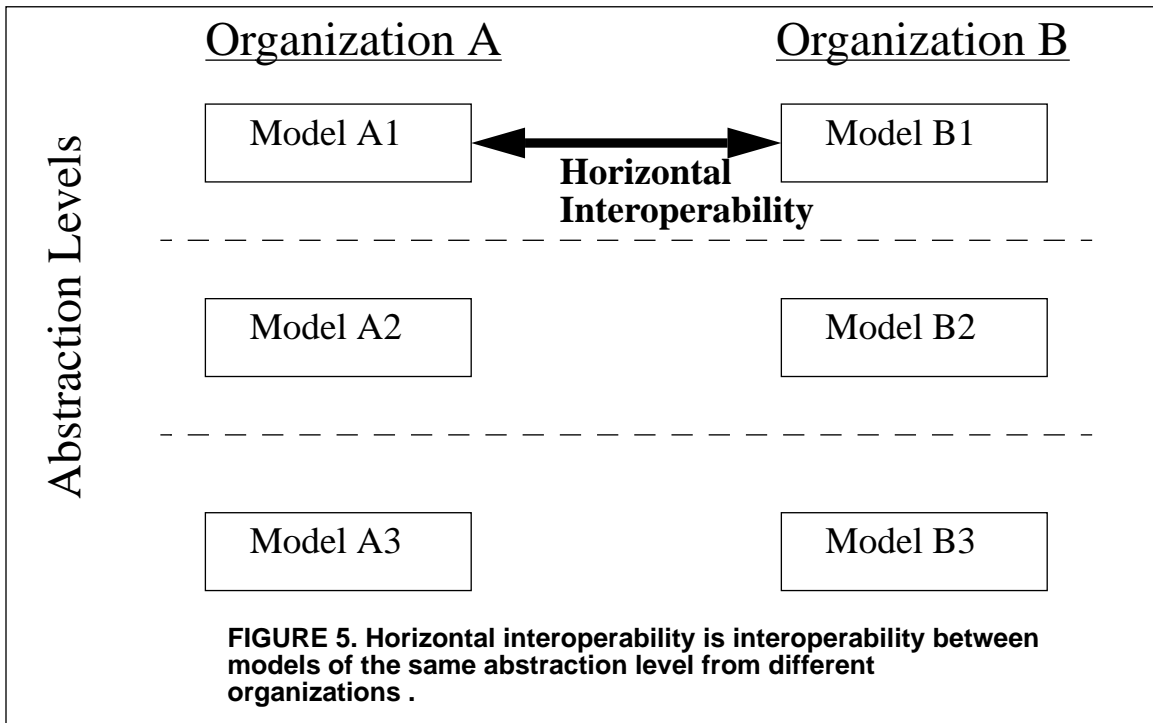 Organization A
Organization B
Abstraction Levels
Model A1
Model B1
Horizontal
Interoperability
Model A2
Model B2
Model A3
Model B3
FIGURE 5. Horizontal interoperability is interoperability between
models of the same abstraction level from different
organizations .